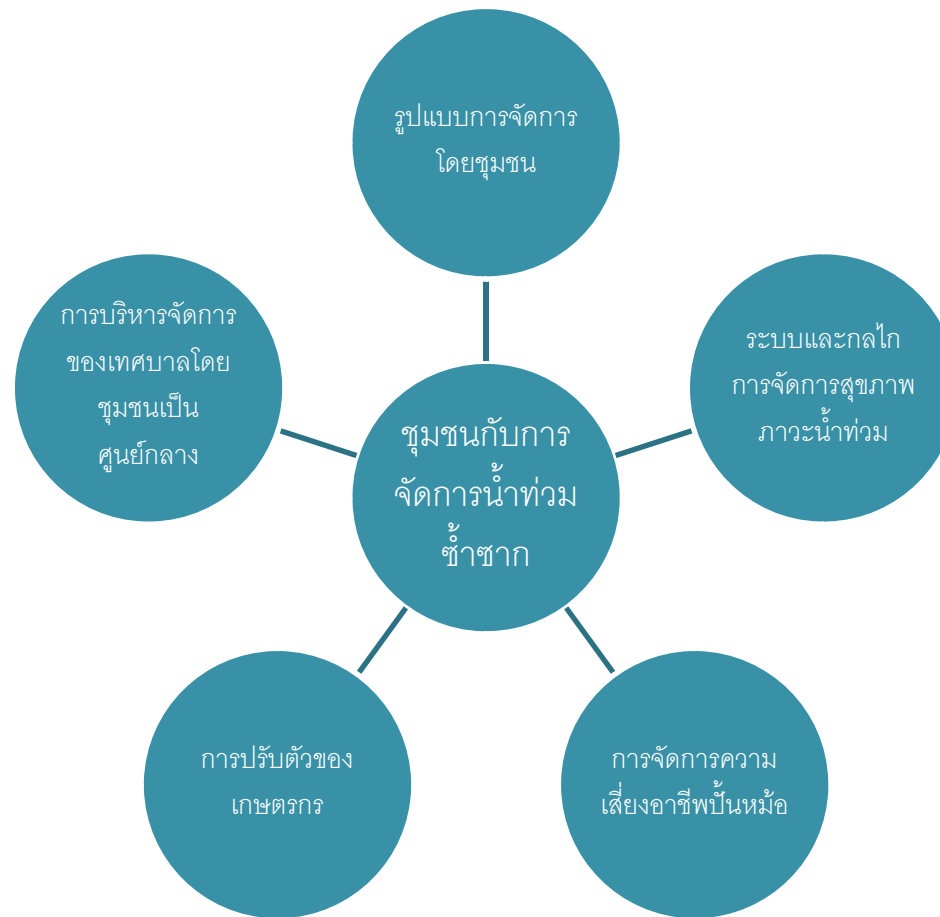 รูปแบบการจัดการ
โดยชุมชน
การบริหารจัดการ
ของเทศบาลโดย
ชุมชนเป็น
ศูนย์กลาง
ระบบและกลไก
การจัดการสุขภาพ
ภาวะน้ำท่วม
ชุมชนกับการ
จัดการน้ำท่วม
ซ้ำซาก
การปรับตัวของ
เกษตรกร
การจัดการความ
เสี่ยงอาชีพปั้นหม้อ